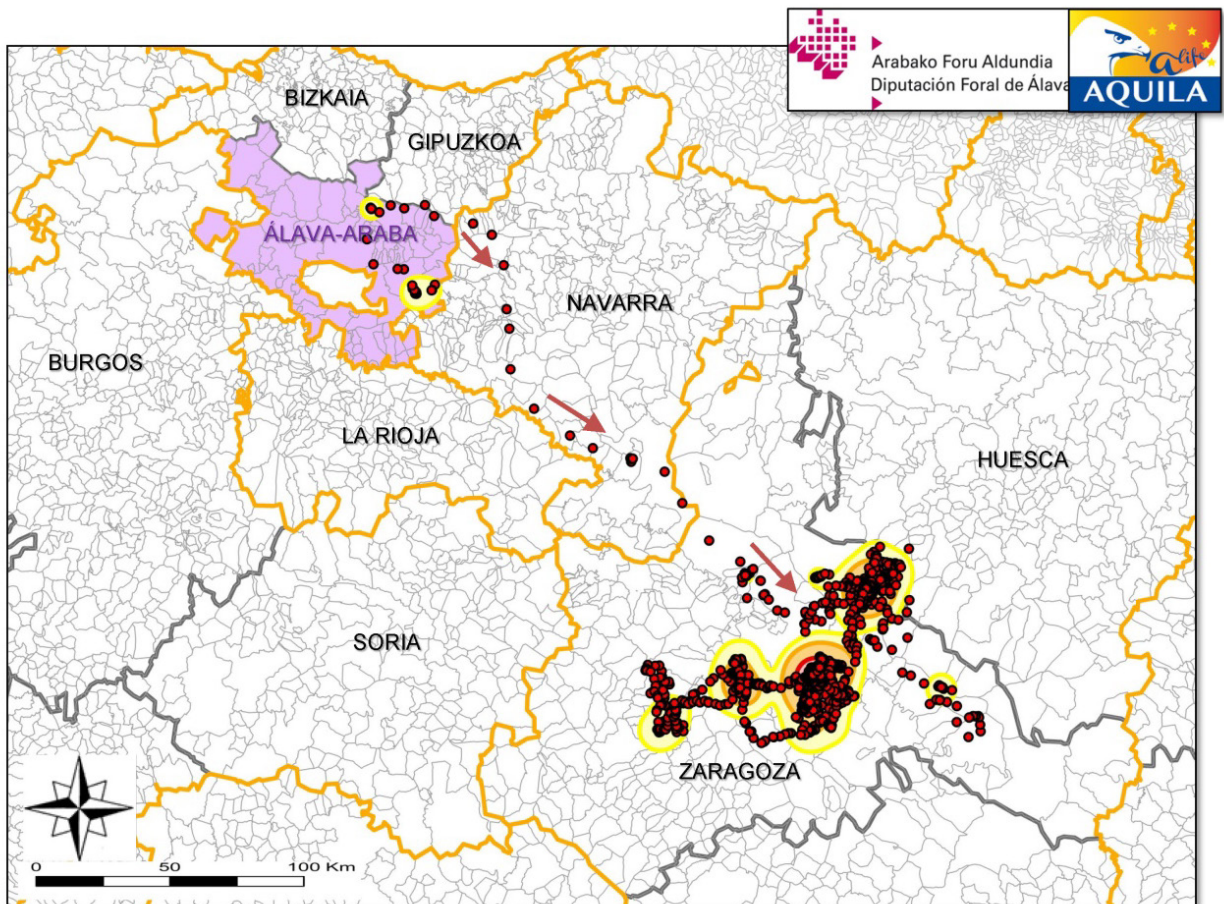 Arabako Foru Aldundia
Diputación Foral de Álava
alife
AQUILA
BIZKAIA
GIPUZKOA
ÁLAVA-ARABA
NAVARRA
BURGOS
LA RIOJA
HUESCA
SORIA
ZARAGOZA
0 50 100 Km